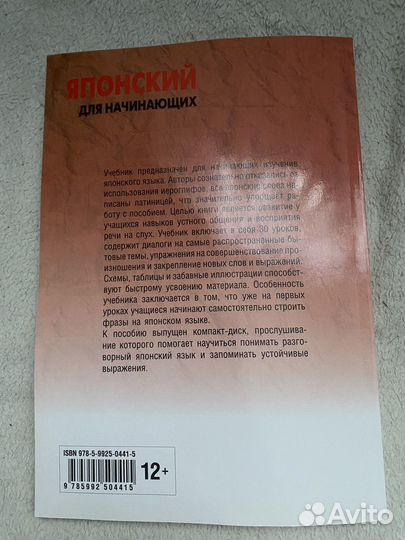 ЯПОНСКИЙ
ДЛЯ НАЧИНАЮЩИХ
Учебник предназначен для начинающих изучение
японского языка. Авторы сознательно отказались от
использования иероглифов, все японские слова на-
писаны латиницей, что значительно упрощает ра-
боту с пособием. Целью книги является развитие у
учащихся навыков устного общения и восприятия
речи на слух. Учебник включает в себя 30 уроков,
содержит диалоги на самые распространенные бы-
товые темы, упражнения на совершенствование про-
изношения и закрепление новых слов и выражений.
Схемы, таблицы и забавные иллюстрации способст-
вуют быстрому усвоению материала. Особенность
учебника заключается в том, что уже на первых
уроках учащиеся начинают самостоятельно строить
фразы на японском языке.
К пособию выпущен компакт-диск, прослушива-
ние которого помогает научиться понимать разго-
ворный японский язык и запоминать устойчивые
выражения.
ISBN 978-5-9925-0441-5
9 785992 504415
12+
Avito